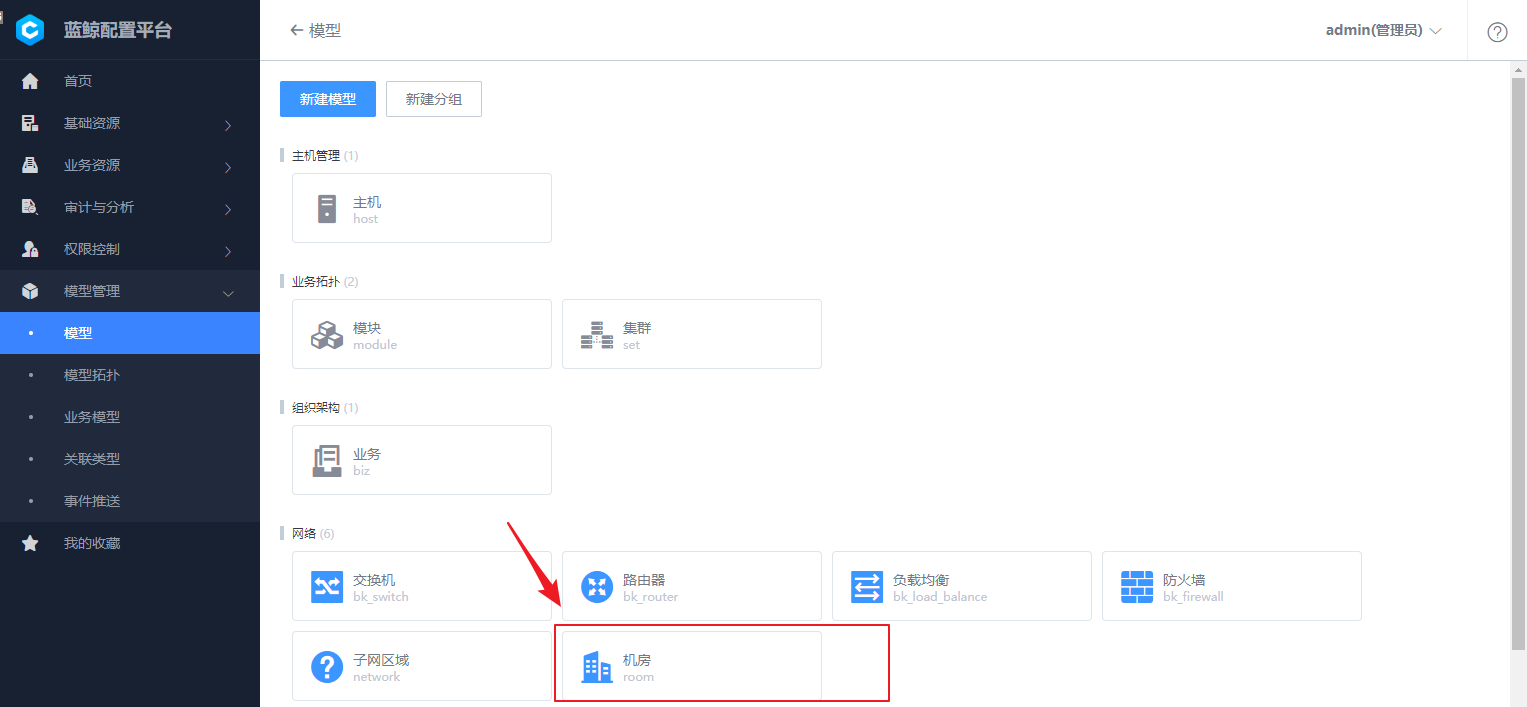 蓝鲸配置平台
首页
基础资源
业务资源
审计与分析
权限控制
模型管理
模型
模型拓扑
业务模型
关联类型
事件推送
我的收藏
模型
admin(管理员)
新建模型 新建分组
主机管理 (1)
主机
host
业务拓扑 (2)
模块
module
集群
set
组织架构 (1)
业务
biz
网络 (6)
交换机
bk_switch
路由器
bk_router
负载均衡
bk_load_balance
防火墙
bk_firewall
子网区域
network
机房
room